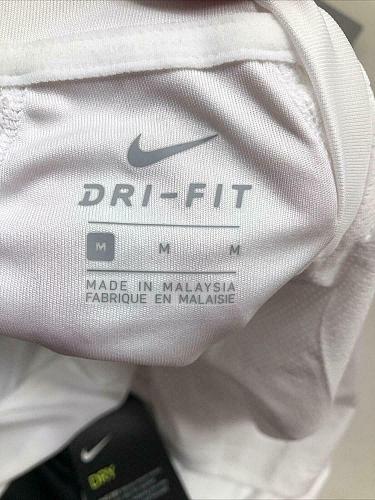 DRI-FIT
M M M
MADE IN MALAYSIA
FABRIQUE EN MALAISIE
DRY